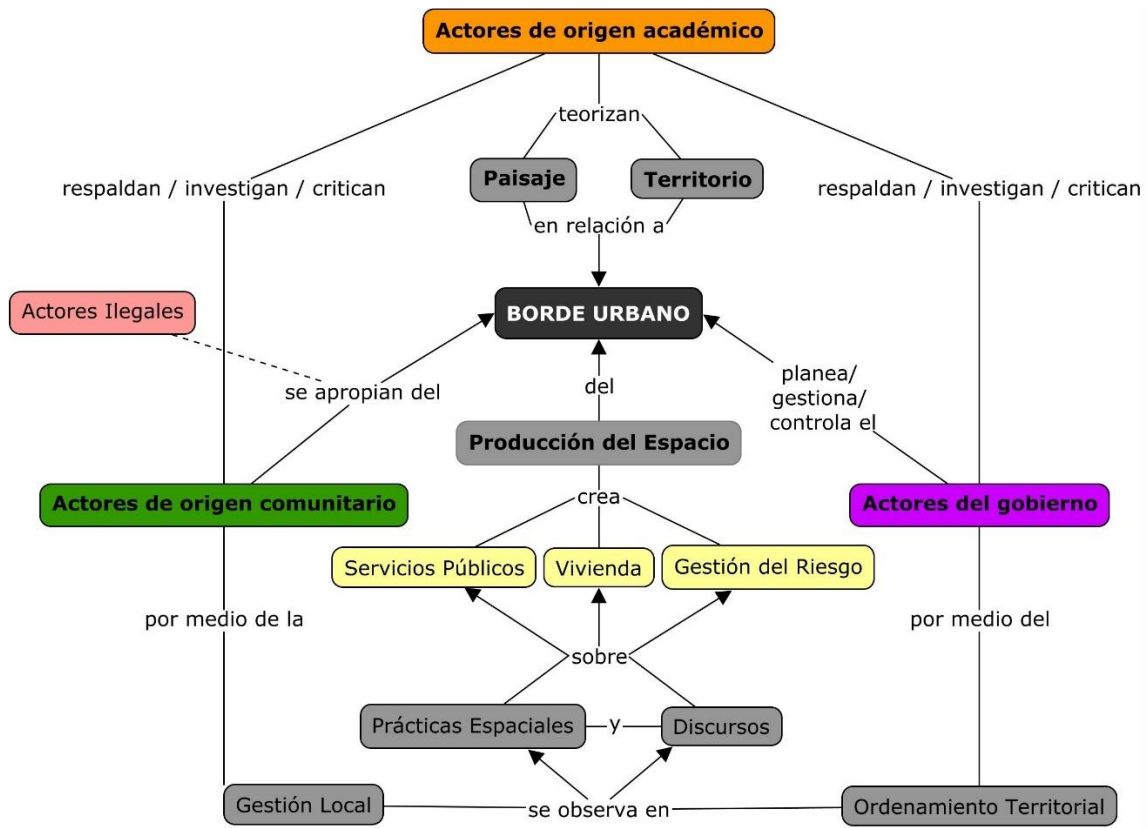 Actores de origen académico
teorizan
Paisaje
Territorio
respaldan / investigan / critican
respaldan / investigan / critican
en relación a
Actores Ilegales
BORDE URBANO
se apropian del
del
planea/
gestiona/
controla el
Producción del Espacio
Actores de origen comunitario
crea
Actores del gobierno
Servicios Públicos
Vivienda
Gestión del Riesgo
por medio de la
por medio del
sobre
Prácticas Espaciales
y
Discursos
Gestión Local
se observa en
Ordenamiento Territorial